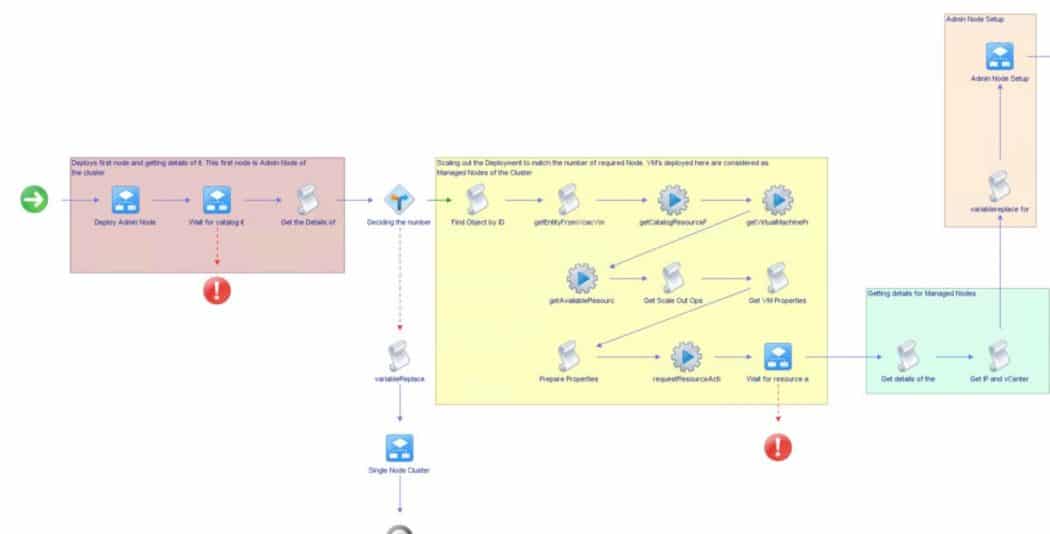 Admin Node Setup
Admin Node Setup
Deploys first node and getting details of it. This first node is Admin Node of
the cluster
Scaling out the Deployment to match the number of required Node. VM's deployed here are considered as
Managed Nodes of the Cluster
Deploy Admin Node
Wait for catalog it
Get the Details of
Deciding the number
Find Object by ID
getCatalogResourceF
variablereplace for
getAvailableResourc
Get Scale Out Ops
Get VM Properties
Getting details for Managed Nodes
variableReplace
Prepare Properties
requestResourceActi
Wait for resource a
Get details of the
Get IP and vCenter
Single Node Cluster